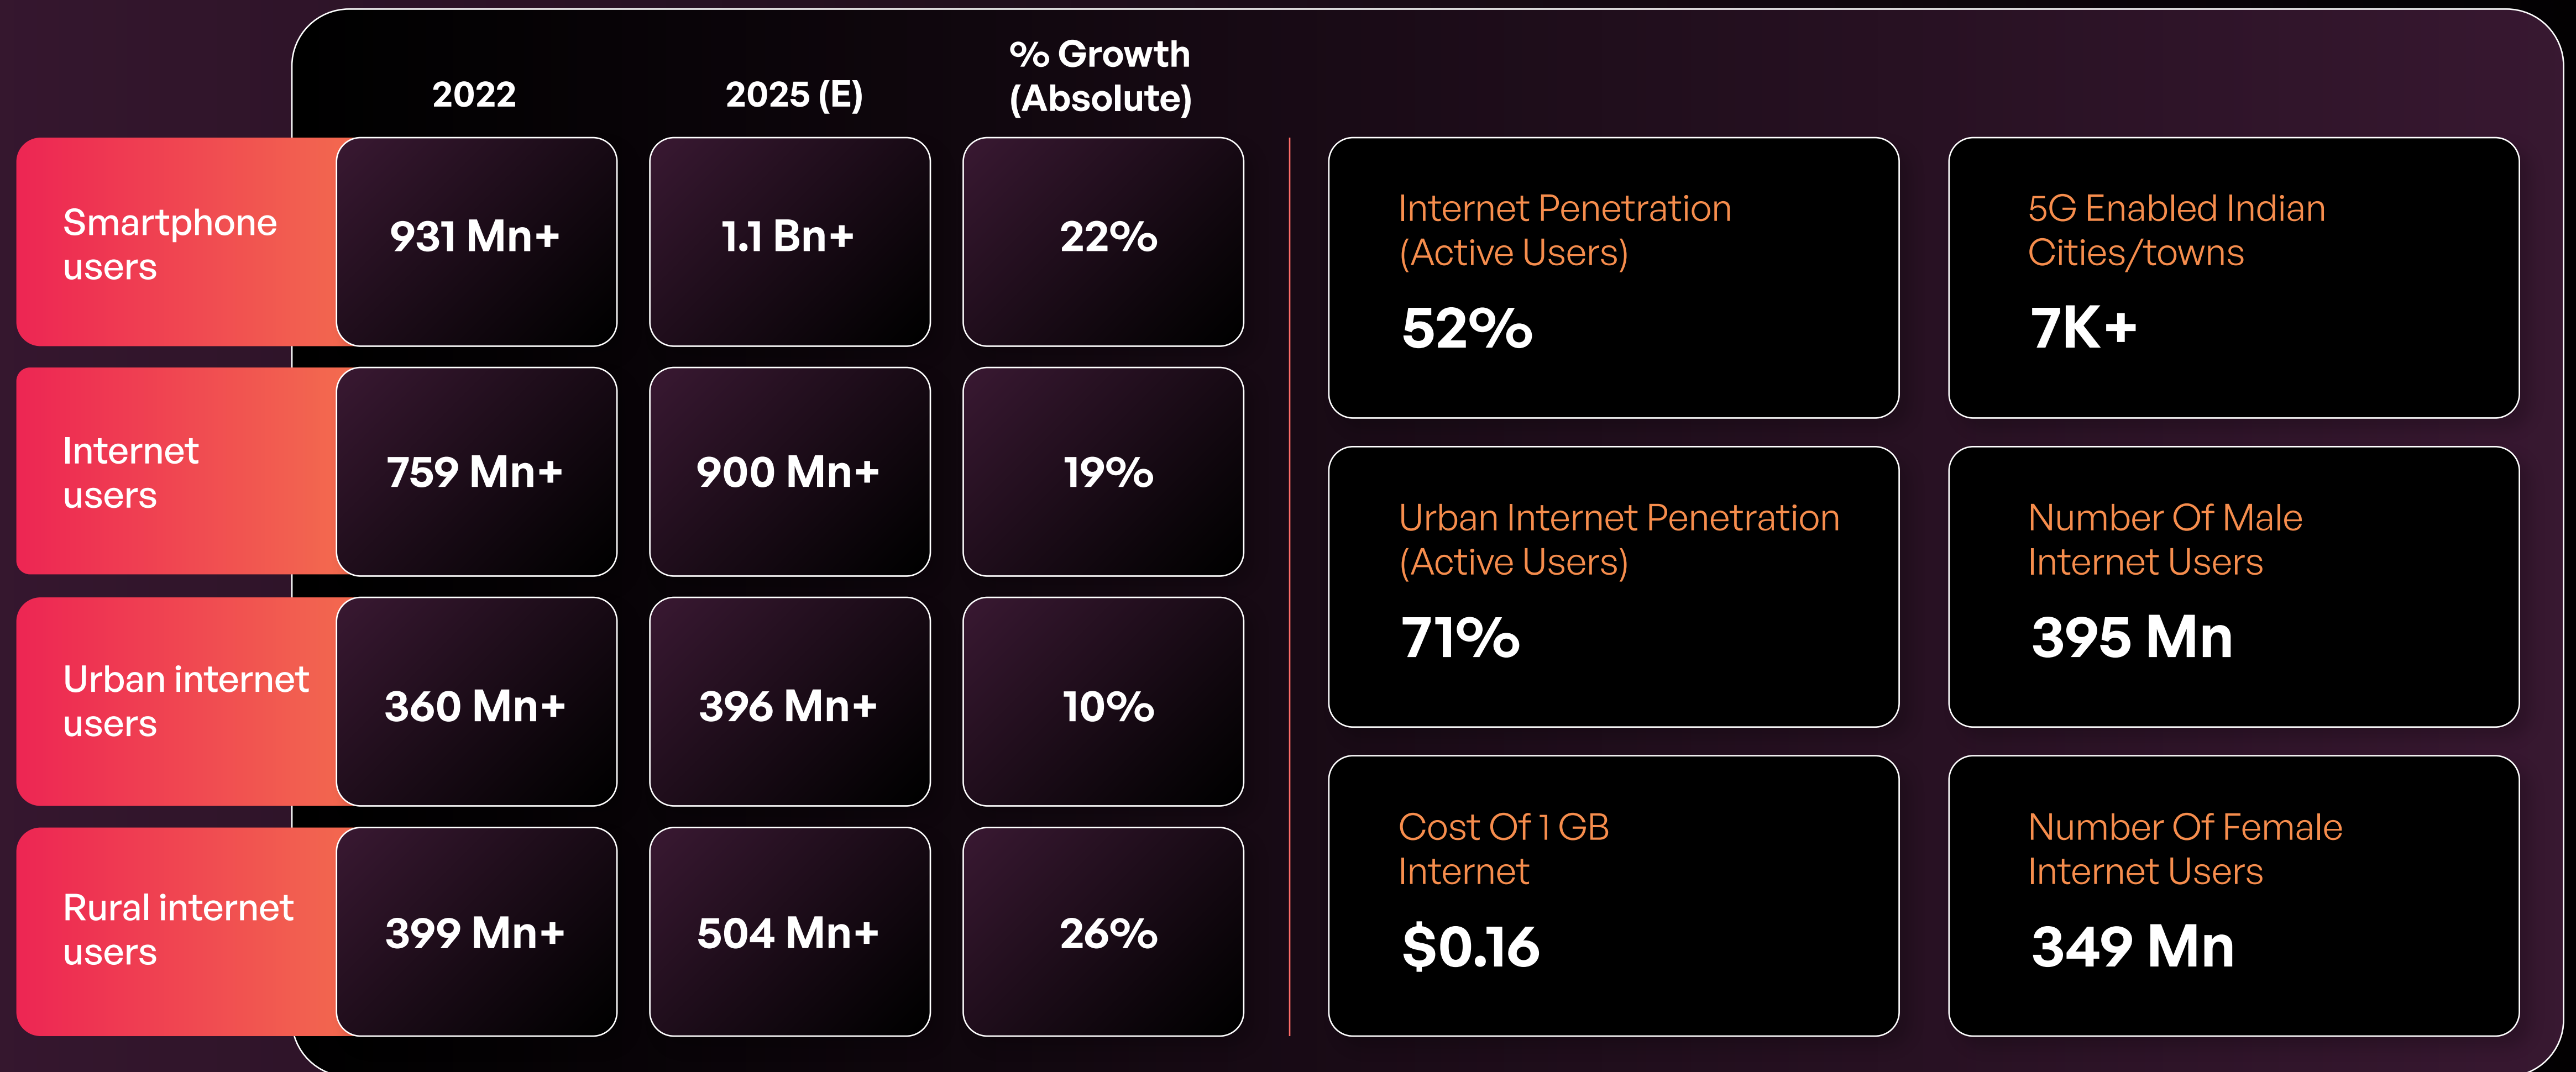 2022
2025 (E)
% Growth
(Absolute)
Smartphone
users
931 Mn+
1.1 Bn+
22%
Internet
users
759 Mn+
900 Mn+
19%
Urban internet
users
360 Mn+
396 Mn+
10%
Rural internet
users
399 Mn+
504 Mn+
26%
Internet Penetration
(Active Users)
52%
5G Enabled Indian
Cities/towns
7K+
Urban Internet Penetration
(Active Users)
71%
Number Of Male
Internet Users
395 Mn
Cost Of 1 GB
Internet
$0.16
Number Of Female
Internet Users
349 Mn